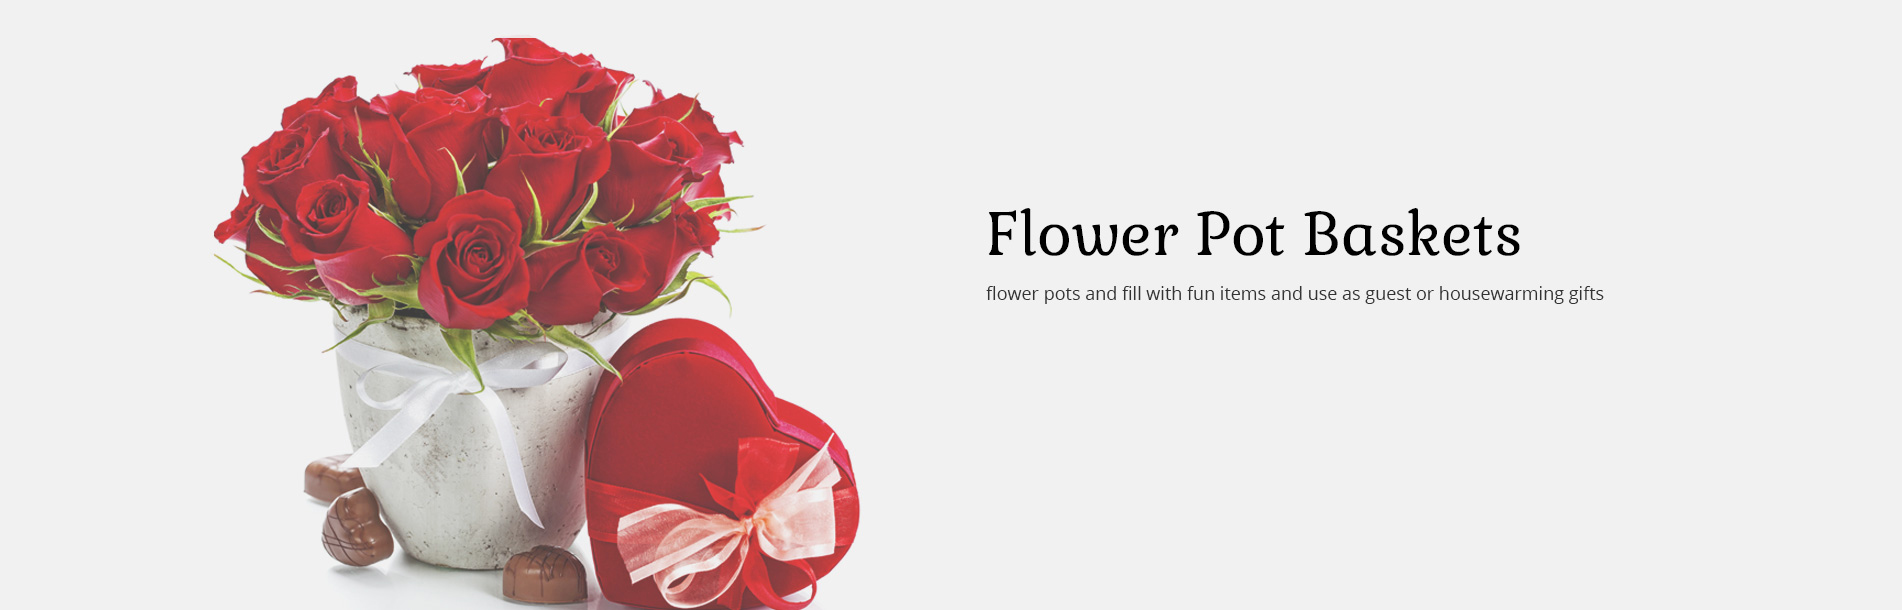 Flower Pot Baskets
flower pots and fill with fun items and use as guest or housewarming gifts